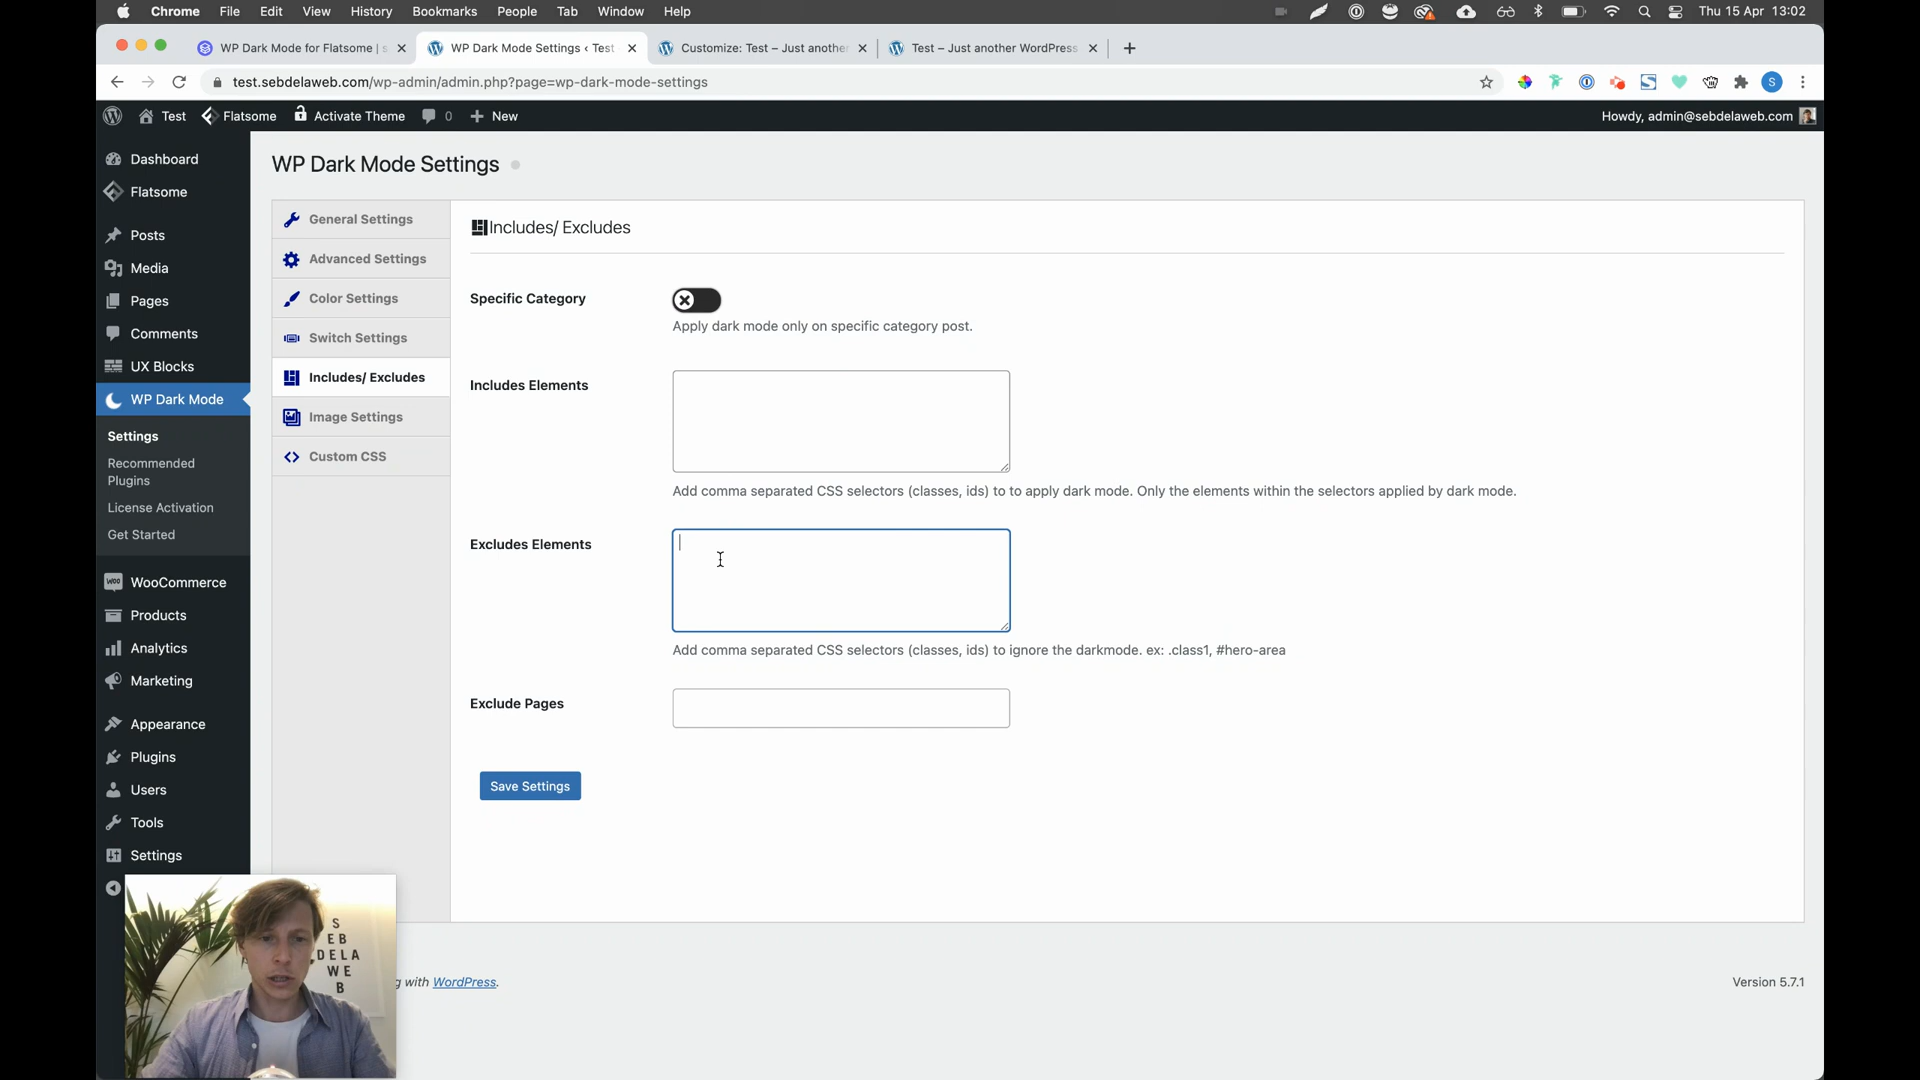 Chrome File Edit View History Bookmarks People Tab Window Help Thu 15 Apr 13:02
WP Dark Mode for Flatsome | s
WP Dark Mode Settings ‹ Test
Customize: Test – Just another
Test – Just another WordPress
test.sebdelaweb.com/wp-admin/admin.php?page=wp-dark-mode-settings
S
Test Flatsome Activate Theme 0 New Howdy, admin@sebdelaweb.com
Dashboard
Flatsome
Posts
Media
Pages
Comments
UX Blocks
WP Dark Mode
Settings
Recommended
Plugins
License Activation
Get Started
WooCommerce
Products
Analytics
Marketing
Appearance
Plugins
Users
Tools
Settings
WP Dark Mode Settings
General Settings
Advanced Settings
Color Settings
Switch Settings
Includes/ Excludes
Image Settings
Custom CSS
Includes/ Excludes
Specific Category
Apply dark mode only on specific category post.
Includes Elements
Add comma separated CSS selectors (classes, ids) to to apply dark mode. Only the elements within the selectors applied by dark mode.
Excludes Elements
Add comma separated CSS selectors (classes, ids) to ignore the darkmode. ex: .class1, #hero-area
Exclude Pages
Save Settings
g with WordPress.
Version 5.7.1
S
EB
DELA
WE
B